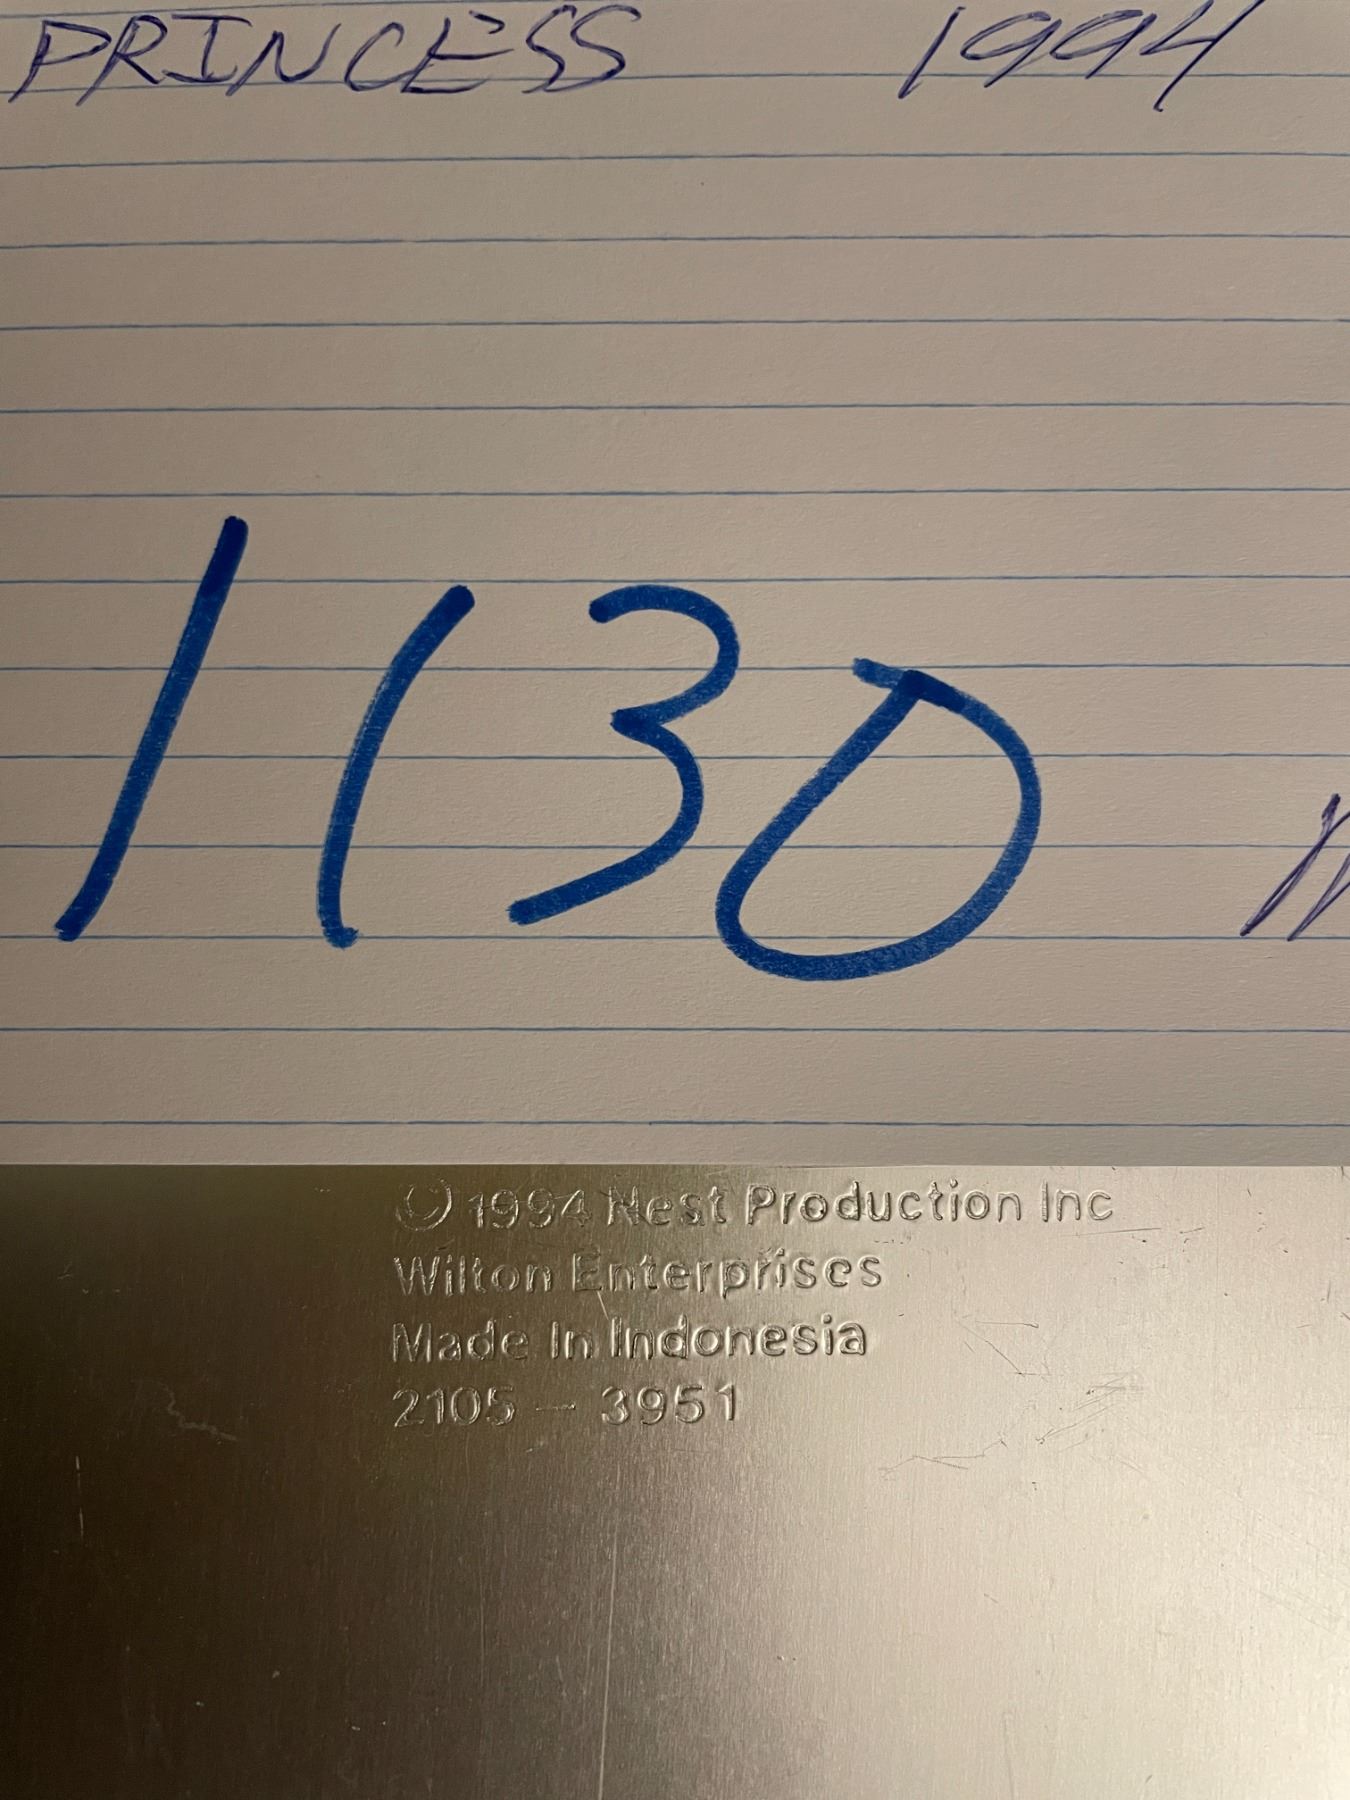 PRINCESS 1994
1130
© 1994 Nest Production Inc
Wilton Enterprises
Made In Indonesia
2105 - 3951